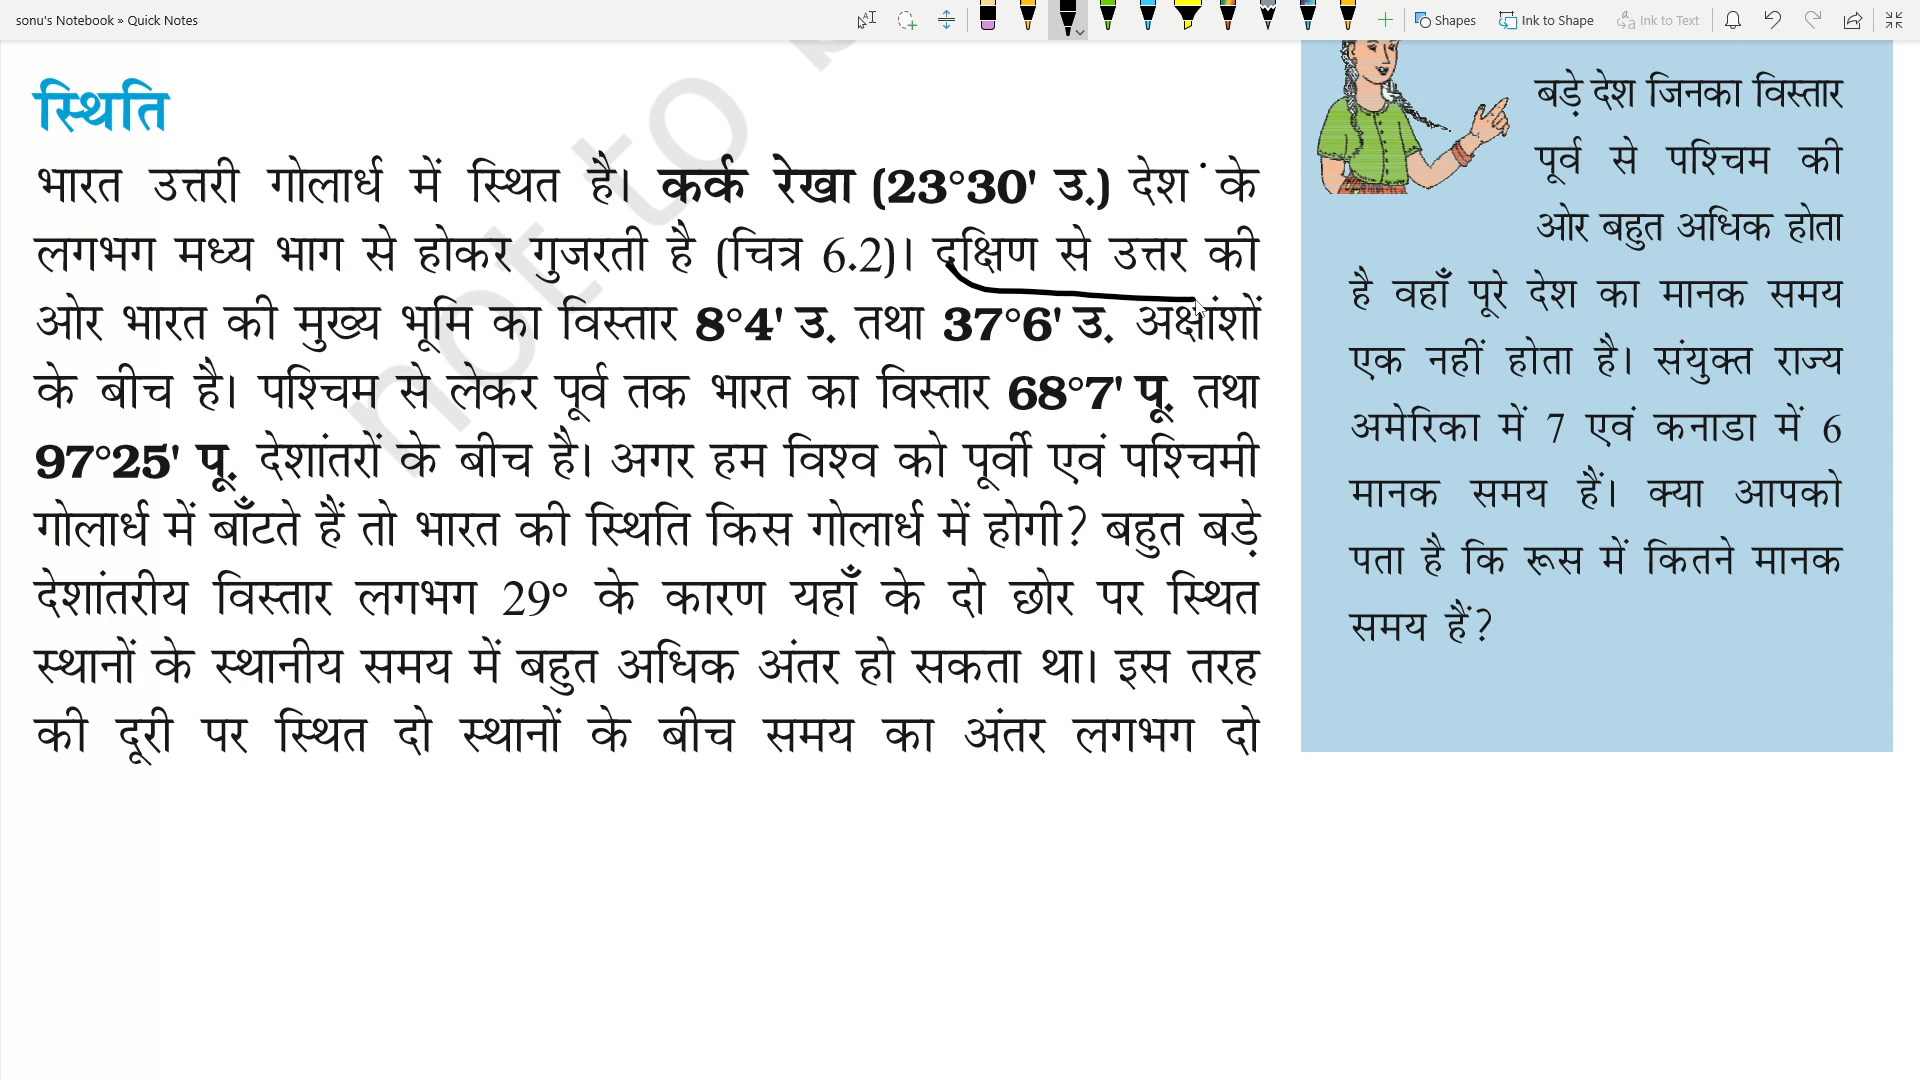 sonu's Notebook » Quick Notes
Shapes
Ink to Shape
Ink to Text
स्थिति
भारत उत्तरी गोलार्ध में स्थित है। कर्क रेखा (23°30' उ.) देश के
लगभग मध्य भाग से होकर गुजरती है (चित्र 6.2)। दक्षिण से उत्तर की
ओर भारत की मुख्य भूमि का विस्तार 8°4' उ. तथा 37°6' उ. अक्षांशों
के बीच है। पश्चिम से लेकर पूर्व तक भारत का विस्तार 68°7' पू. तथा
97°25' पू. देशांतरों के बीच है। अगर हम विश्व को पूर्वी एवं पश्चिमी
गोलार्ध में बाँटते हैं तो भारत की स्थिति किस गोलार्ध में होगी? बहुत बड़े
देशांतरीय विस्तार लगभग 29° के कारण यहाँ के दो छोर पर स्थित
स्थानों के स्थानीय समय में बहुत अधिक अंतर हो सकता था। इस तरह
की दूरी पर स्थित दो स्थानों के बीच समय का अंतर लगभग दो
not to
बड़े देश जिनका विस्तार
पूर्व से पश्चिम की
ओर बहुत अधिक होता
है वहाँ पूरे देश का मानक समय
एक नहीं होता है। संयुक्त राज्य
अमेरिका में 7 एवं कनाडा में 6
मानक समय हैं। क्या आपको
पता है कि रूस में कितने मानक
समय हैं?